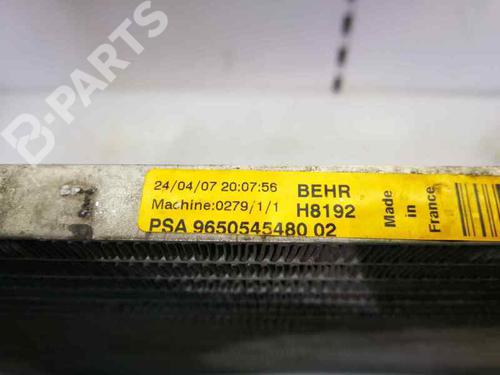 B-PARTS
24/04/07 20:07:56 BEHR
Machine:0279/1/1 H8192
PSA 9650545480 02
Made
in
France